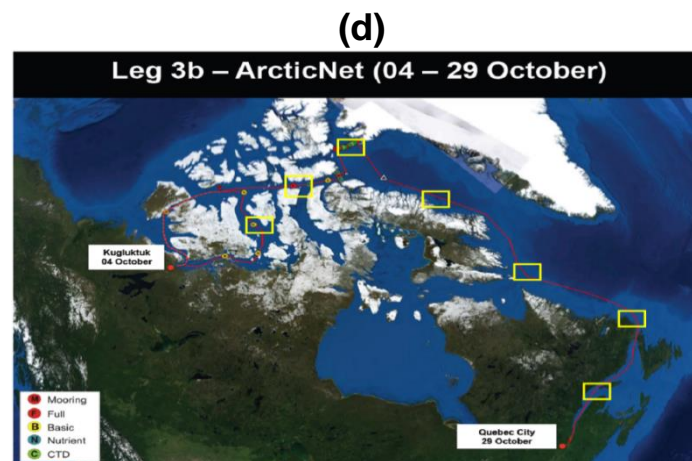 (d)
Leg 3b – ArcticNet (04 – 29 October)
Kugluktuk
04 October
M Mooring
F Full
B Basic
N Nutrient
C CTD
Quebec City
29 October